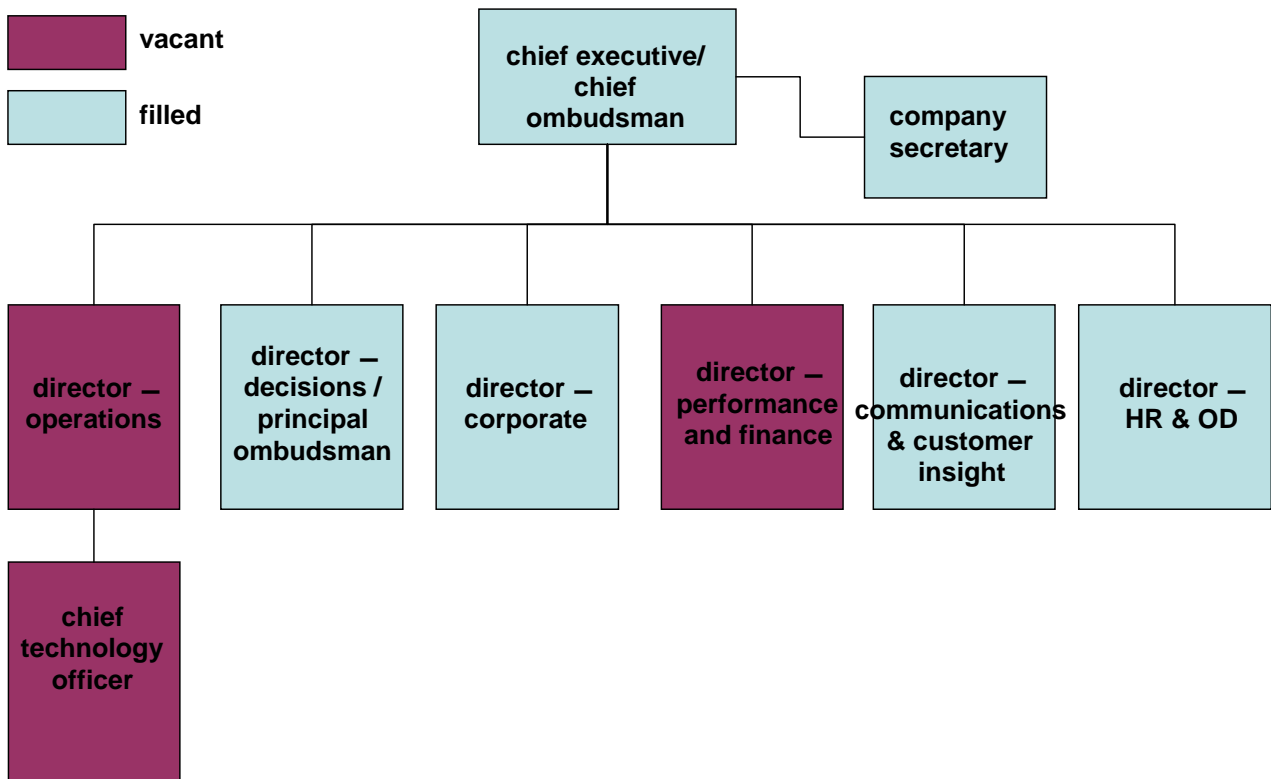 vacant
filled
chief executive/
chief
ombudsman
company
secretary
director –
operations
director –
decisions /
principal
ombudsman
director –
corporate
director –
performance
and finance
director –
communications
& customer
insight
director –
HR & OD
chief
technology
officer